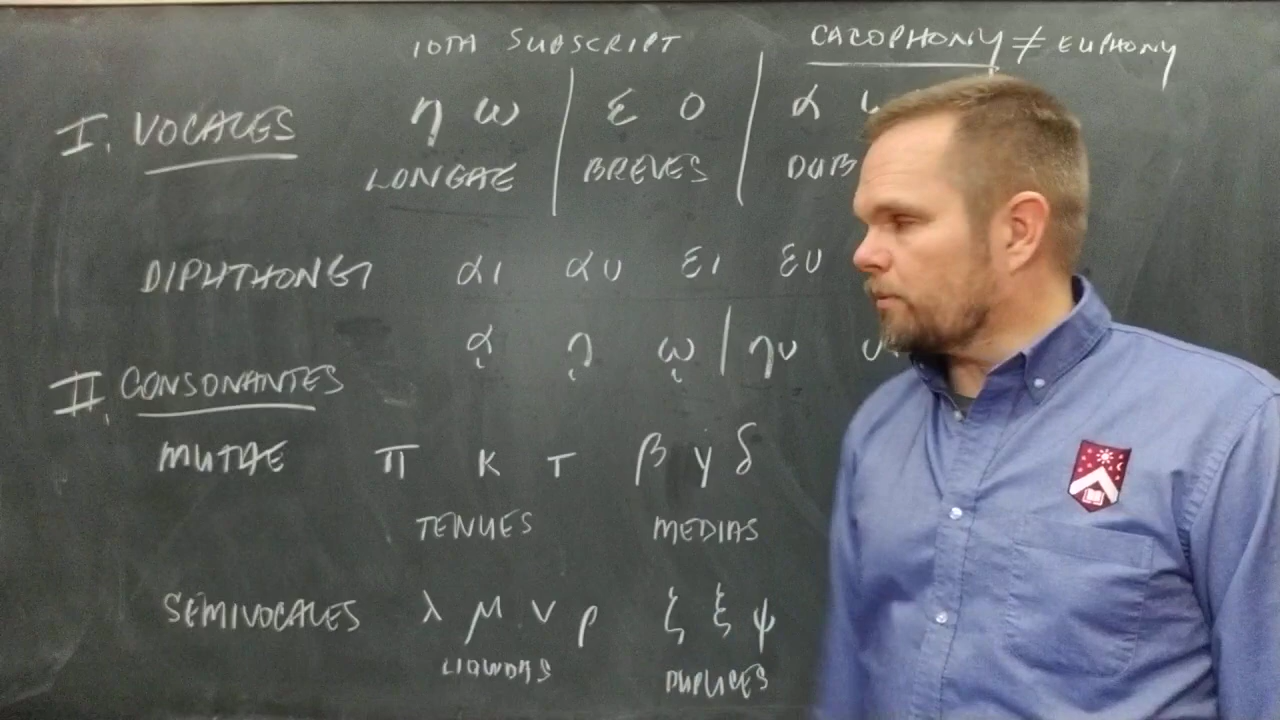 IOTA SUBSCRIPT CACOPHONY ≠ EUPHONY
I. VOCALES η ω | ε ο | α
LONGAE BREVES DUB
DIPHTHONGI αι αυ ει ευ
ᾳ ῃ ῳ | ηυ
II. CONSONANTES
MUTAE π κ τ β γ δ
TENUES MEDIAS
SEMIVOCALES λ μ ν ρ ζ ξ ψ
LIQUIDAS DUPLICES